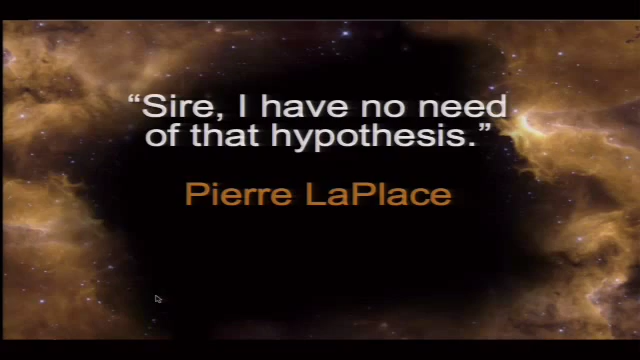 “Sire, I have no need
of that hypothesis.”
Pierre LaPlace